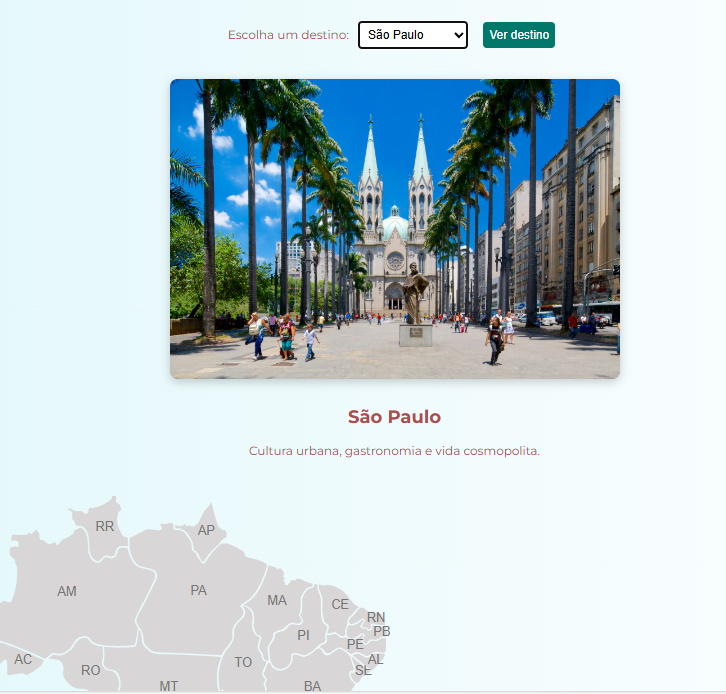 Escolha um destino: São Paulo Ver destino
São Paulo
Cultura urbana, gastronomia e vida cosmopolita.
RR AP
AM PA MA CE
RN
PI PB
PE
AC RO TO AL
SE
MT BA